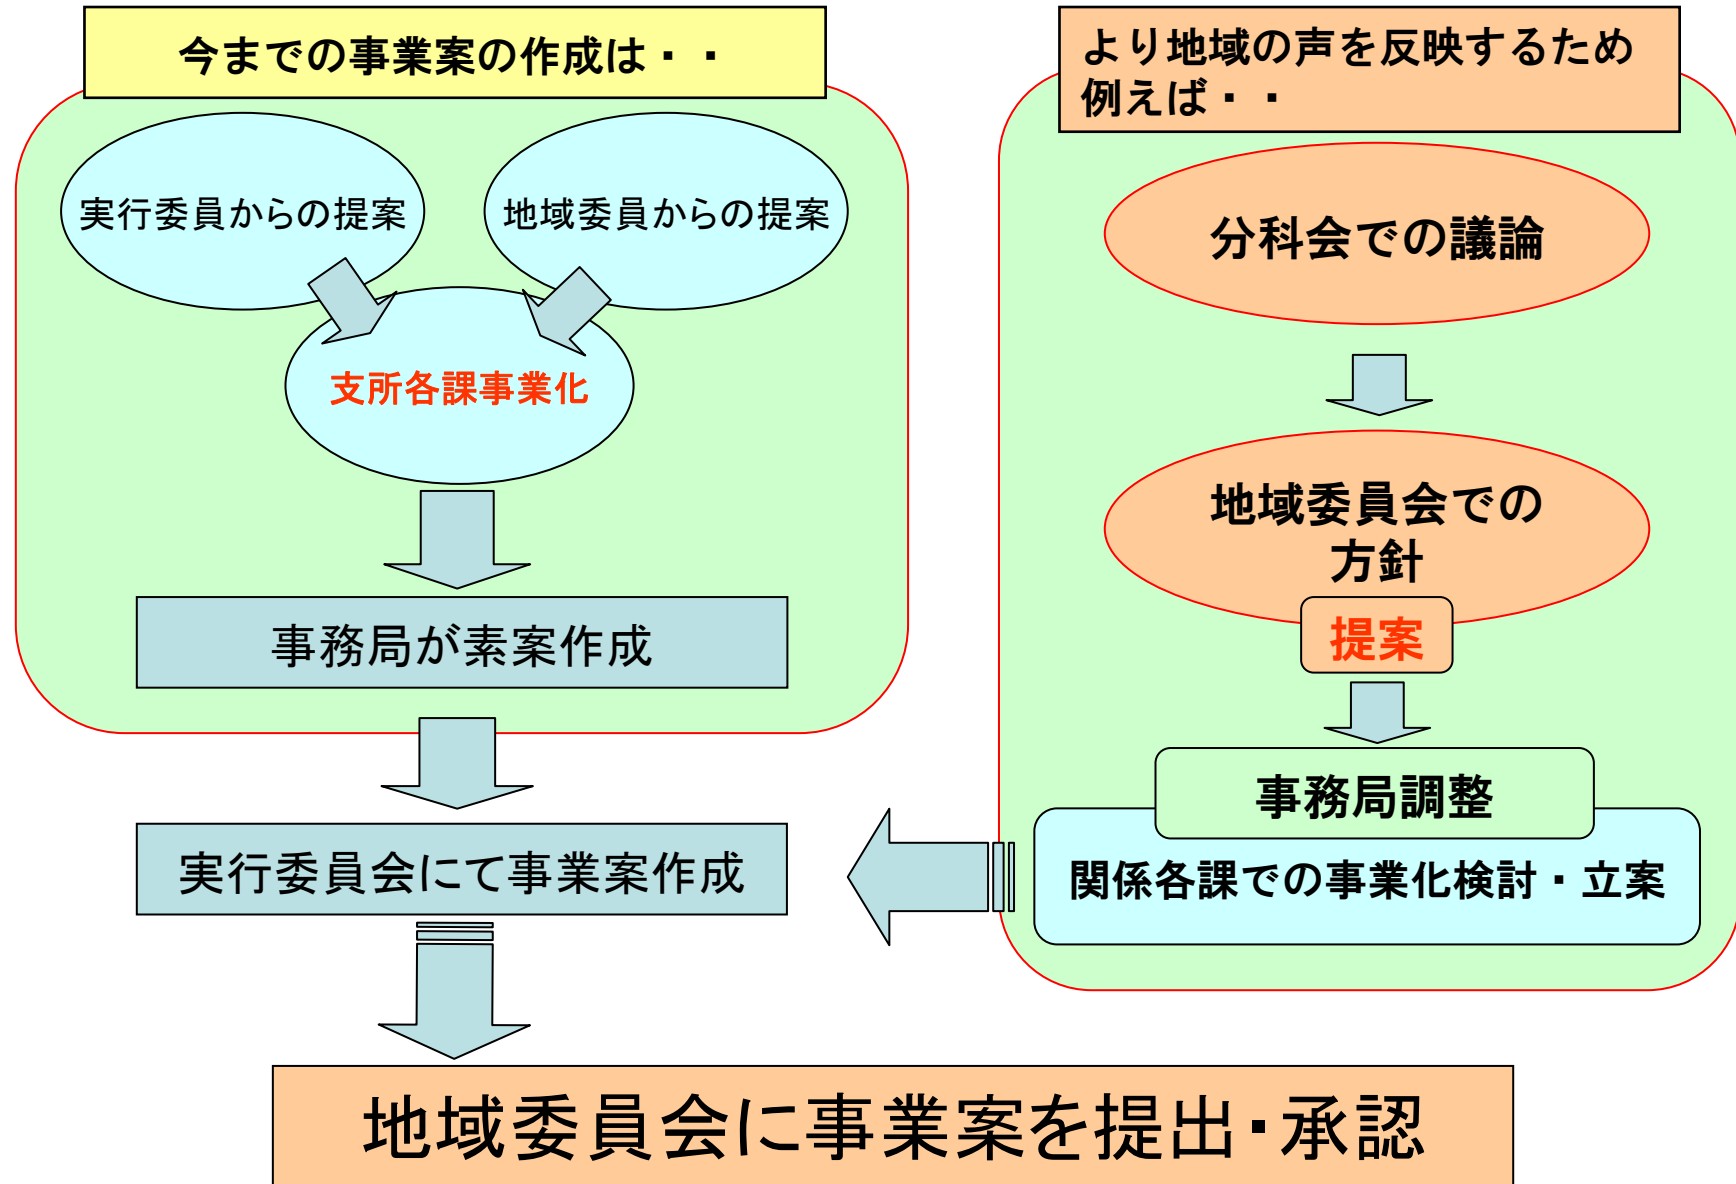 今までの事業案の作成は・・
実行委員からの提案
地域委員からの提案
支所各課事業化
事務局が素案作成
実行委員会にて事業案作成
より地域の声を反映するため
例えば・・
分科会での議論
地域委員会での
方針
提案
事務局調整
関係各課での事業化検討・立案
地域委員会に事業案を提出・承認